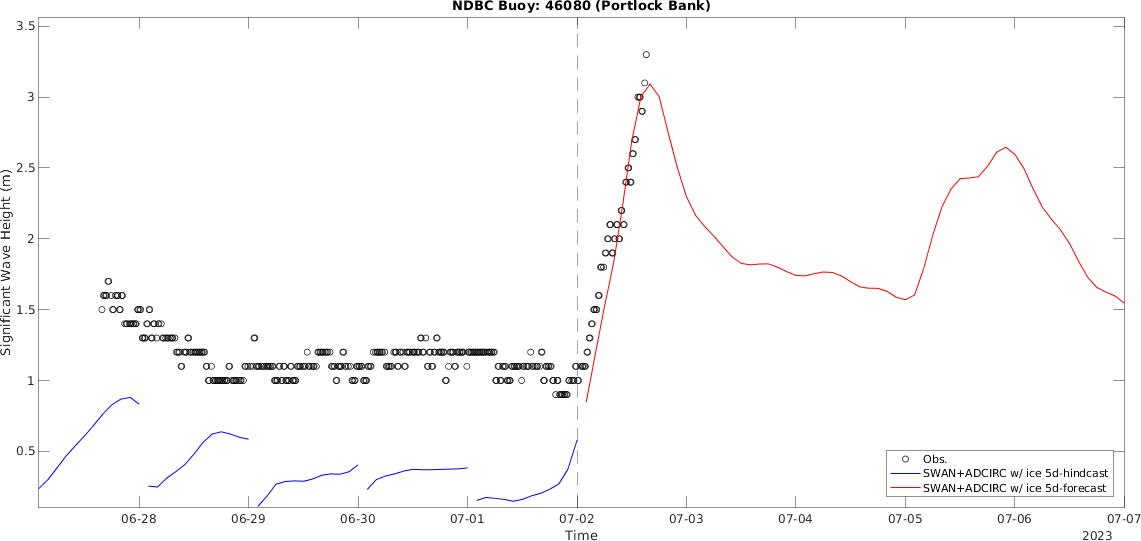 NDBC Buoy: 46080 (Portlock Bank)
3.5
3
2.5
2
1.5
1
0.5
Significant Wave Height (m)
Obs.
SWAN+ADCIRC w/ ice 5d-hindcast
SWAN+ADCIRC w/ ice 5d-forecast
06-28 06-29 06-30 07-01 07-02 07-03 07-04 07-05 07-06 07-07
Time
2023